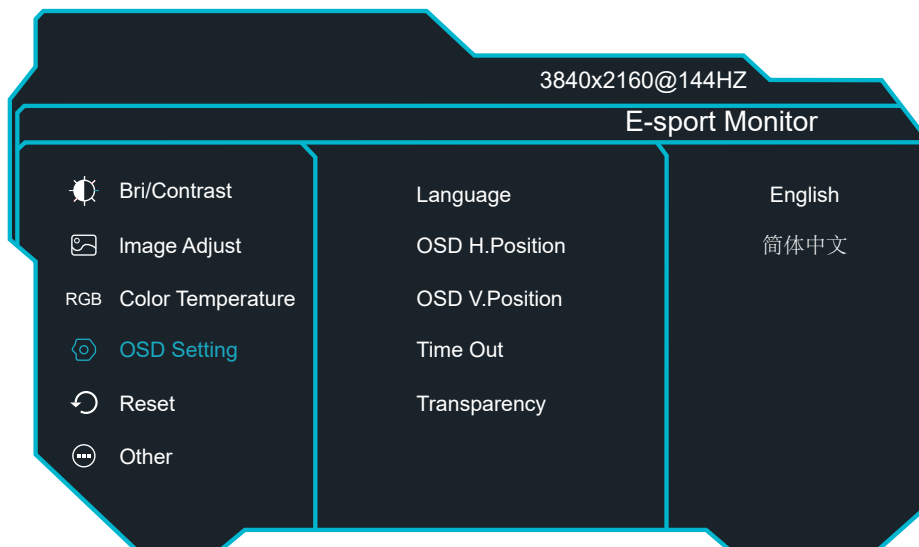 3840x2160@144HZ
E-sport Monitor
Bri/Contrast
Image Adjust
RGB Color Temperature
OSD Setting
Reset
Other
Language
OSD H.Position
OSD V.Position
Time Out
Transparency
English
简体中文